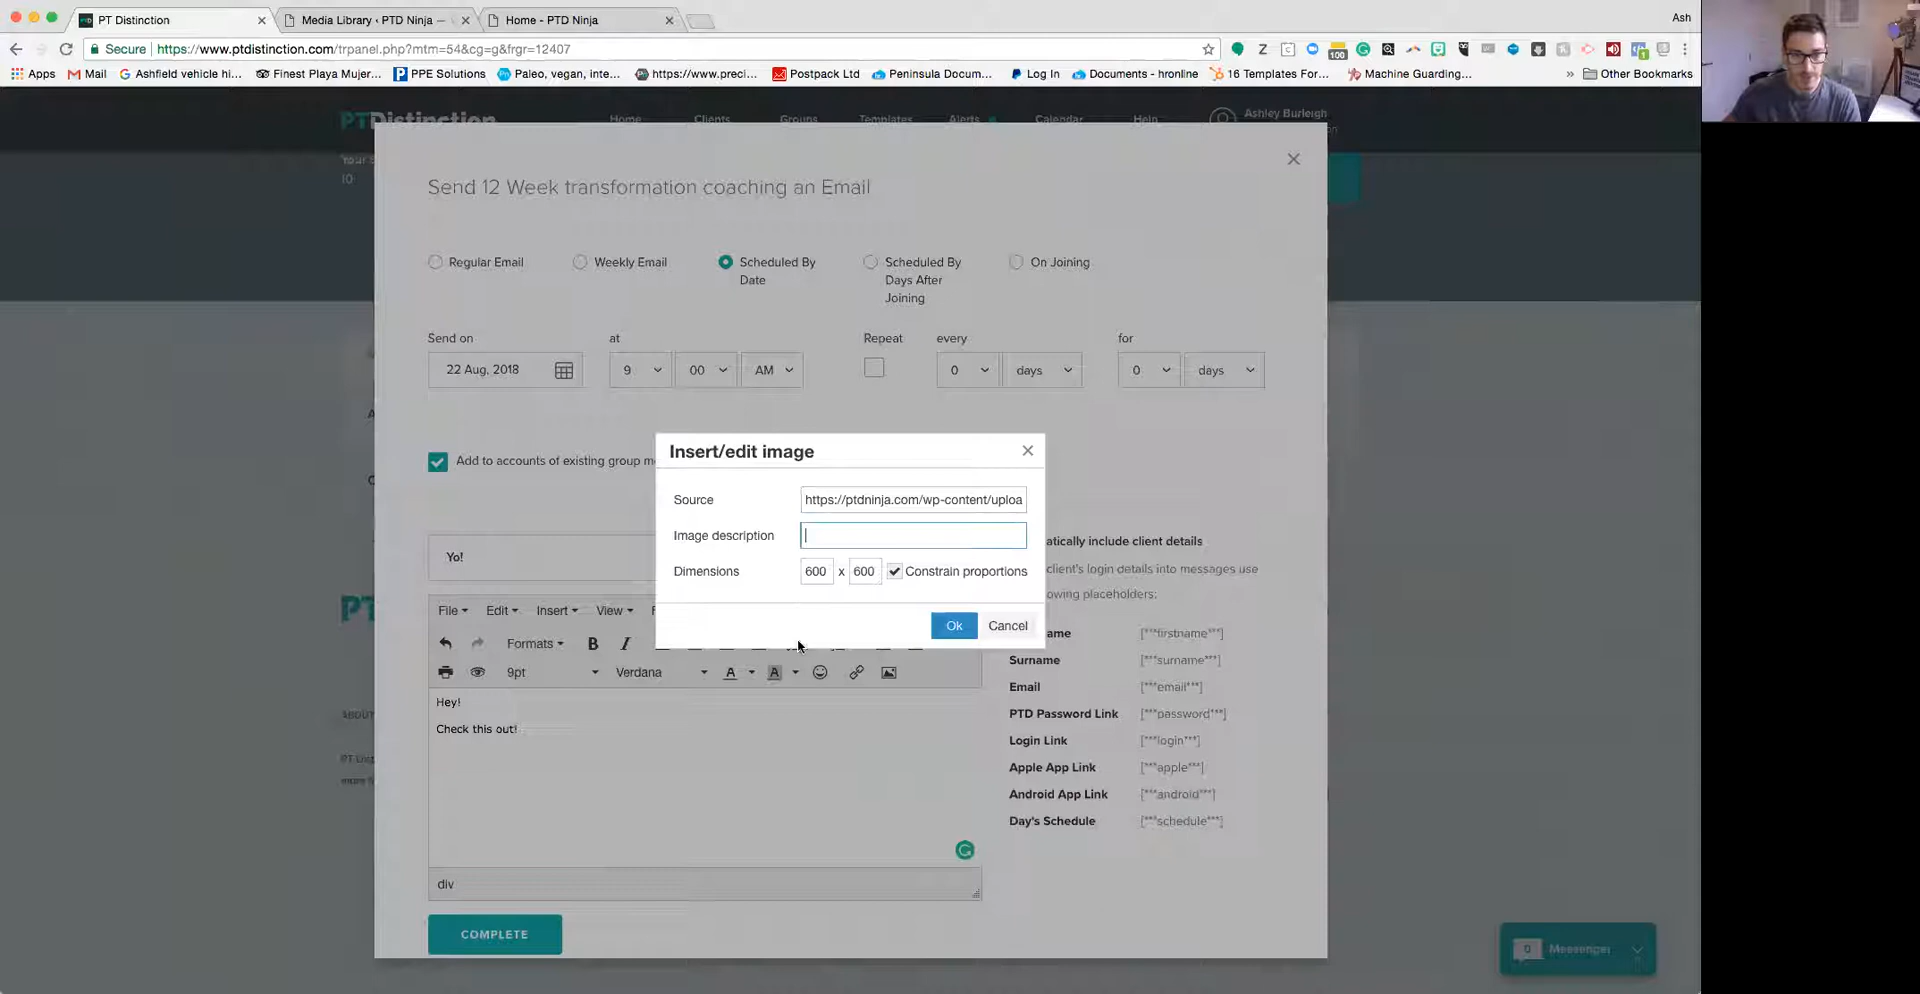 PT Distinction
Media Library ‹ PTD Ninja —
Home - PTD Ninja
Ash
Secure
https://www.ptdistinction.com/trpanel.php?mtm=54&cg=g&frgr=12407
100
Apps
Mail
Ashfield vehicle hi...
Finest Playa Mujer...
PPE Solutions
Paleo, vegan, inte...
https://www.preci...
Postpack Ltd
Peninsula Docum...
Log In
Documents - hronline
16 Templates For...
Machine Guarding...
»
Other Bookmarks
PTDistinction
Home
Clients
Groups
Templates
Alerts
Calendar
Help
Ashley Burleigh
Send 12 Week transformation coaching an Email
Regular Email
Weekly Email
Scheduled By
Date
Scheduled By
Days After
Joining
On Joining
Send on
at
Repeat
every
for
22 Aug, 2018
9
00
AM
0
days
0
days
Add to accounts of existing group m
Insert/edit image
Source
https://ptdninja.com/wp-content/uploa
Image description
Dimensions
600 x 600
Constrain proportions
Ok
Cancel
Yo!
atically include client details
client's login details into messages use
owing placeholders:
File
Edit
Insert
View
Formats
B
I
9pt
Verdana
A
A
Hey!
Check this out!
div
COMPLETE
ame
[***firstname***]
Surname
[***surname***]
Email
[***email***]
PTD Password Link
[***password***]
Login Link
[***login***]
Apple App Link
[***apple***]
Android App Link
[***android***]
Day's Schedule
[***schedule***]
0
Messenger